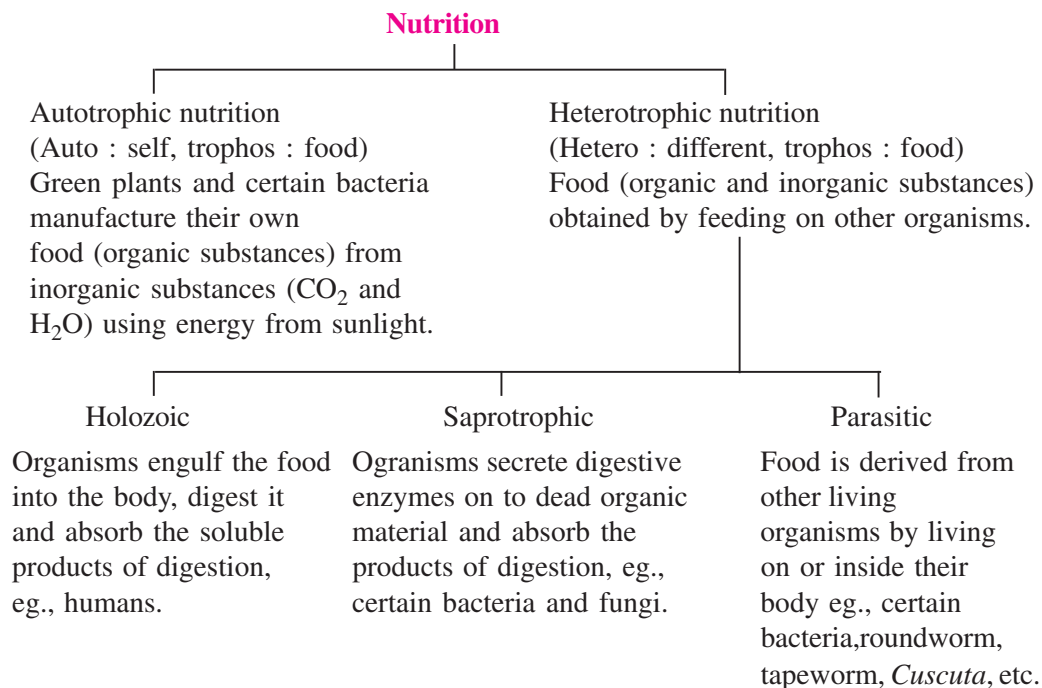 Nutrition
Autotrophic nutrition
(Auto : self, trophos : food)
Green plants and certain bacteria
manufacture their own
food (organic substances) from
inorganic substances (CO₂ and
H₂O) using energy from sunlight.
Heterotrophic nutrition
(Hetero : different, trophos : food)
Food (organic and inorganic substances)
obtained by feeding on other organisms.
Holozoic
Organisms engulf the food
into the body, digest it
and absorb the soluble
products of digestion,
eg., humans.
Saprotrophic
Ogranisms secrete digestive
enzymes on to dead organic
material and absorb the
products of digestion, eg.,
certain bacteria and fungi.
Parasitic
Food is derived from
other living
organisms by living
on or inside their
body eg., certain
bacteria,roundworm,
tapeworm, Cuscuta, etc.